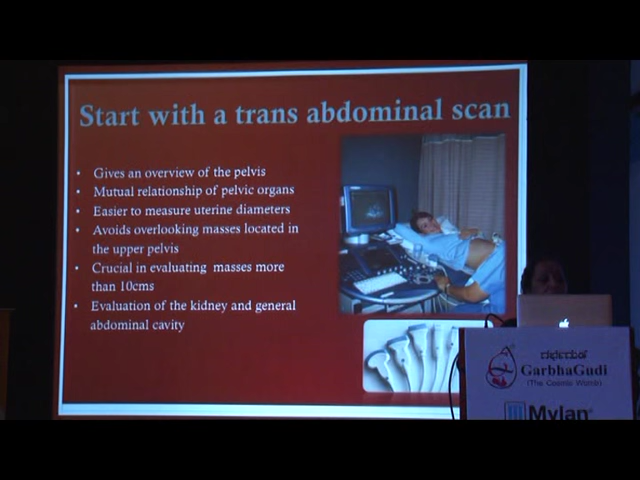 Start with a trans abdominal scan
• Gives an overview of the pelvis
• Mutual relationship of pelvic organs
• Easier to measure uterine diameters
• Avoids overlooking masses located in
the upper pelvis
• Crucial in evaluating masses more
than 10cms
• Evaluation of the kidney and general
abdominal cavity
ಗರ್ಭಗುಡಿ
GarbhaGudi
(The Cosmic Womb)
Mylan®